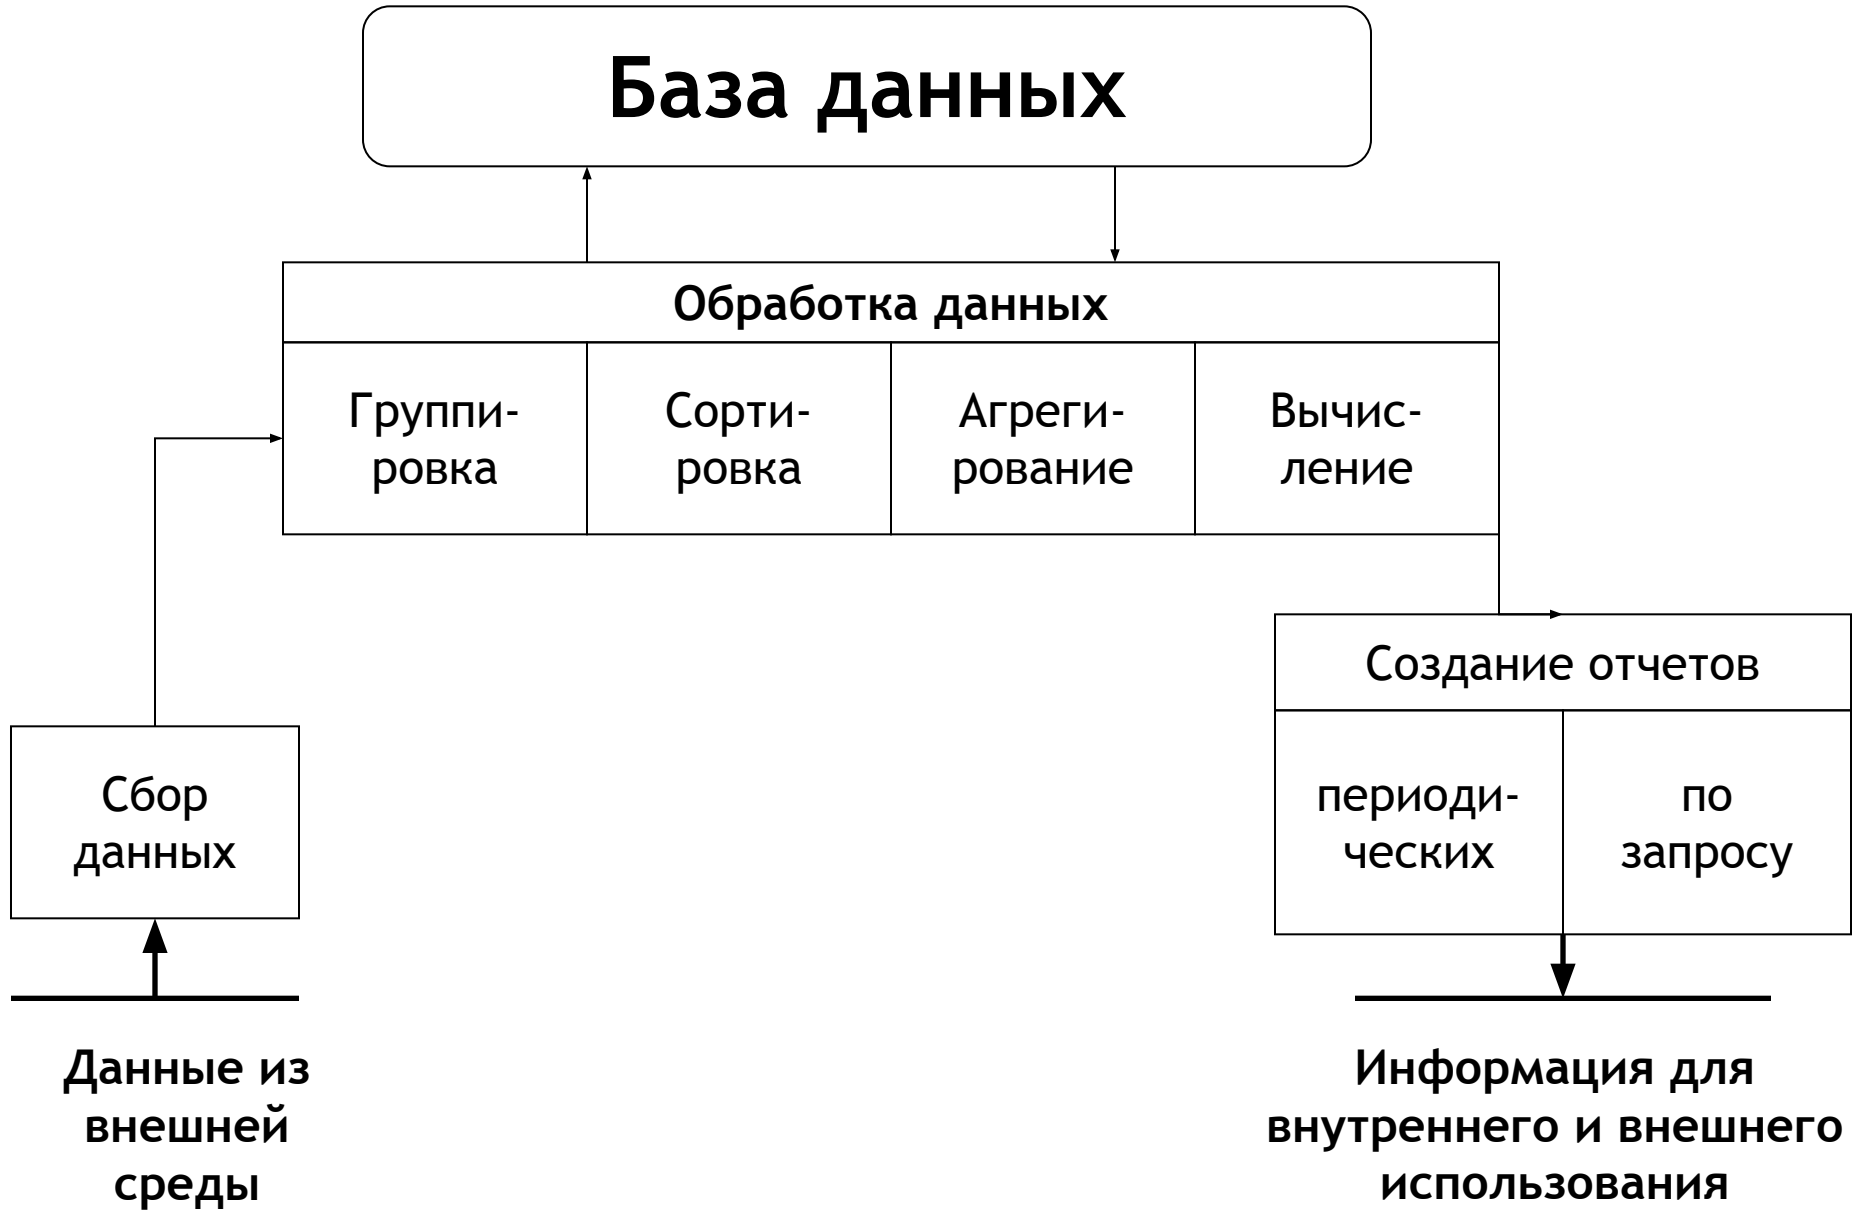 База данных
Обработка данных
Группи-
ровка
Сорти-
ровка
Агреги-
рование
Вычис-
ление
Создание отчетов
Сбор
данных
периоди-
ческих
по
запросу
Данные из
внешней
среды
Информация для
внутреннего и внешнего
использования